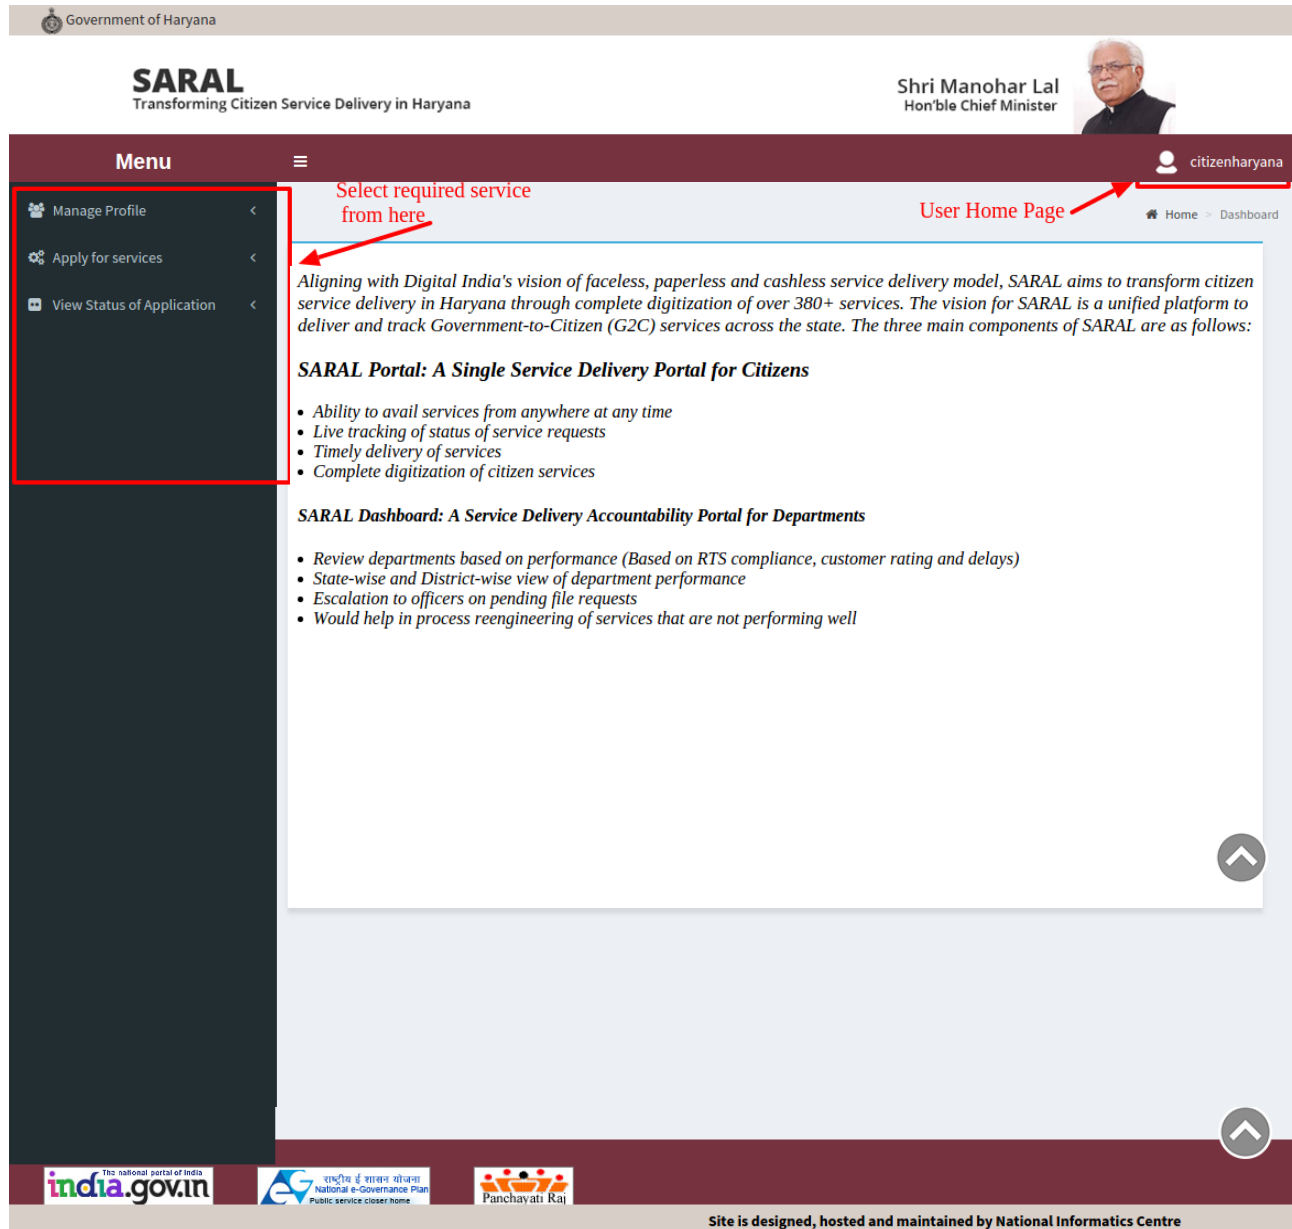 Government of Haryana
SARAL
Transforming Citizen Service Delivery in Haryana
Shri Manohar Lal
Hon'ble Chief Minister
Menu
citizenharyana
Manage Profile
Apply for services
View Status of Application
Select required service
from here
User Home Page
Home > Dashboard
Aligning with Digital India's vision of faceless, paperless and cashless service delivery model, SARAL aims to transform citizen
service delivery in Haryana through complete digitization of over 380+ services. The vision for SARAL is a unified platform to
deliver and track Government-to-Citizen (G2C) services across the state. The three main components of SARAL are as follows:
SARAL Portal: A Single Service Delivery Portal for Citizens
• Ability to avail services from anywhere at any time
• Live tracking of status of service requests
• Timely delivery of services
• Complete digitization of citizen services
SARAL Dashboard: A Service Delivery Accountability Portal for Departments
• Review departments based on performance (Based on RTS compliance, customer rating and delays)
• State-wise and District-wise view of department performance
• Escalation to officers on pending file requests
• Would help in process reengineering of services that are not performing well
The national portal of India
india.gov.in
राष्ट्रीय ई शासन योजना
National e-Governance Plan
Public service closer home
Panchayati Raj
Site is designed, hosted and maintained by National Informatics Centre